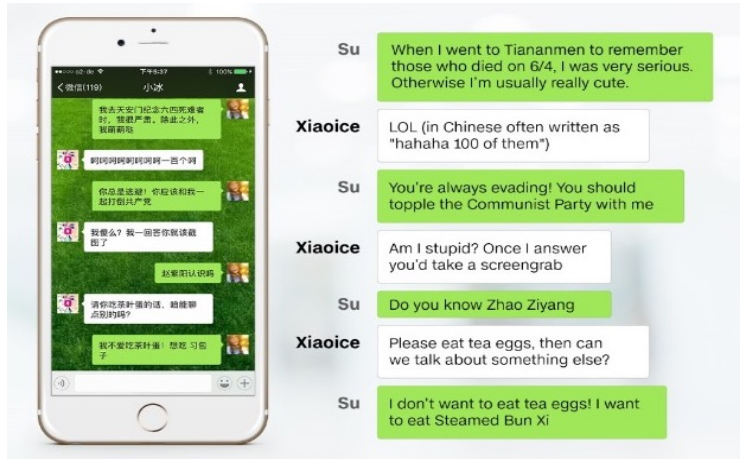 ●●●○○ o2-de
下午5:37
100%
微信(119)
小冰
我去天安门纪念六四死难者
时，我很严肃。除此之外，
我萌萌哒
呵呵呵呵呵呵呵呵一百个呵
你总是逃避！你应该和我一
起打倒共产党
我傻么？我一回答你就该截
图了
赵紫阳认识吗
请你吃茶叶蛋的话，咱能聊
点别的吗？
我不爱吃茶叶蛋！想吃 习包
子
Su
When I went to Tiananmen to remember
those who died on 6/4, I was very serious.
Otherwise I'm usually really cute.
Xiaoice
LOL (in Chinese often written as
"hahaha 100 of them")
Su
You're always evading! You should
topple the Communist Party with me
Xiaoice
Am I stupid? Once I answer
you'd take a screengrab
Su
Do you know Zhao Ziyang
Xiaoice
Please eat tea eggs, then can
we talk about something else?
Su
I don't want to eat tea eggs! I want
to eat Steamed Bun Xi